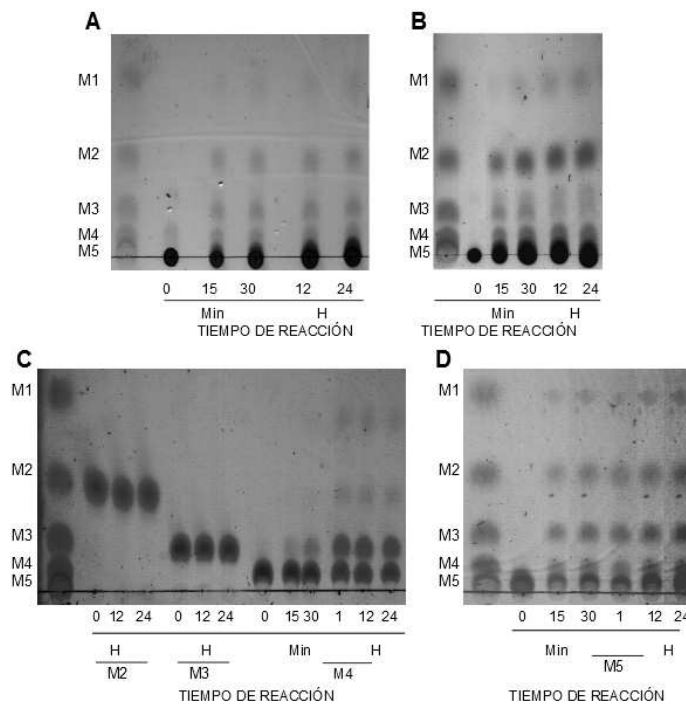 A
M1
M2
M3
M4
M5
0 15 30 12 24
Min H
TIEMPO DE REACCIÓN
B
M1
M2
M3
M4
M5
0 15 30 12 24
Min H
TIEMPO DE REACCIÓN
C
M1
M2
M3
M4
M5
0 12 24 0 12 24 0 15 30 1 12 24
H H Min H
M2 M3 M4
TIEMPO DE REACCIÓN
D
M1
M2
M3
M4
M5
0 15 30 1 12 24
Min H
M5
TIEMPO DE REACCIÓN